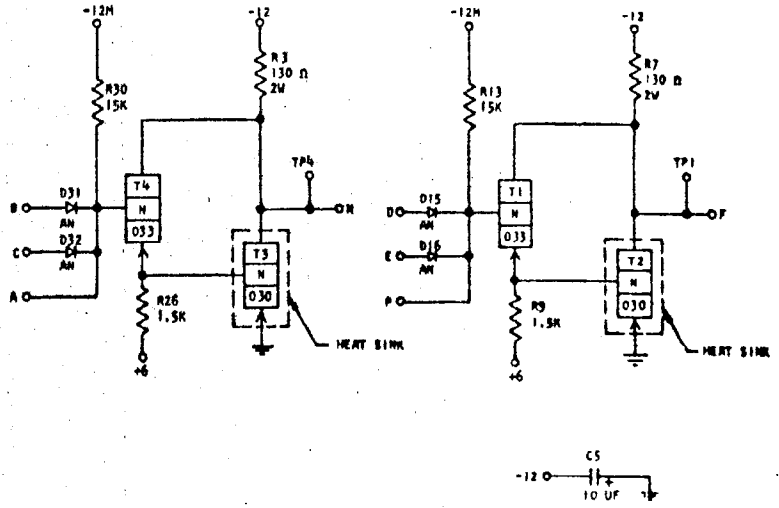 -12M
-12
R30
15K
R3
130 Ω
2W
TP4
T4
N
033
B
D31
AN
C
D32
AN
A
N
T3
N
030
R26
1.5K
+6
HEAT SINK
-12M
-12
R13
15K
R7
130 Ω
2W
TP1
T1
N
033
D
D15
AN
E
D16
AN
P
F
T2
N
030
R9
1.5K
+6
HEAT SINK
-12
C5
+
10 UF